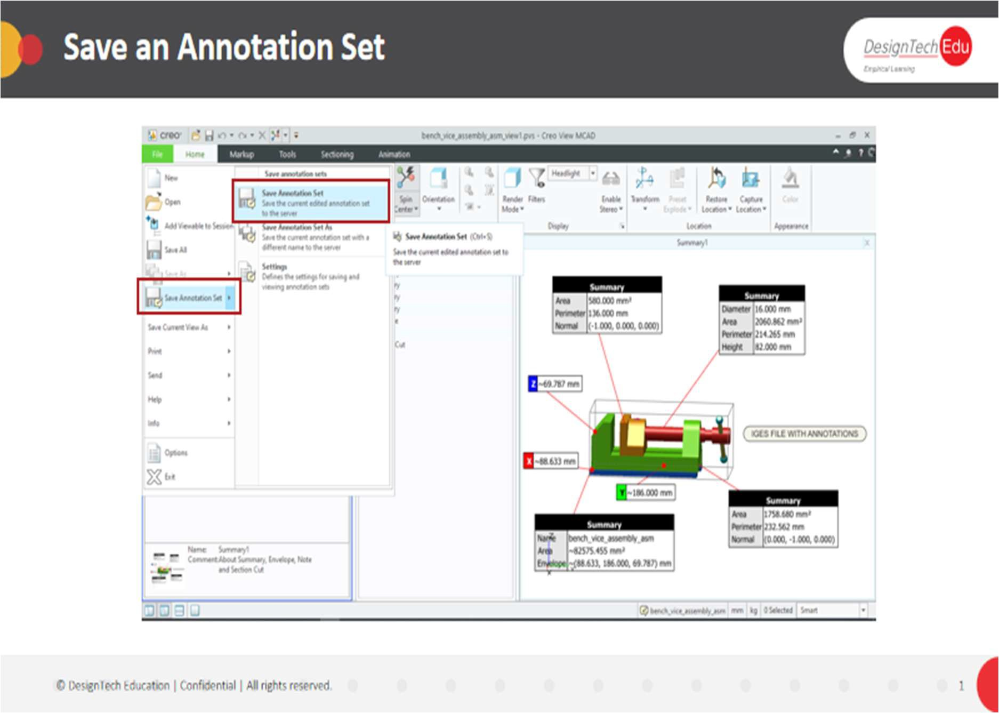 Save an Annotation Set
DesignTech Edu
Empirical Learning
creo
bench_vice_assembly_asm_view1.pvs - Creo View MCAD
File Home Markup Tools Sectioning Animation
New
Open
Add Viewable to Session
Save All
Save As
Save Annotation Set
Save Current View As
Print
Send
Help
Info
Options
Exit
Save annotation sets
Save Annotation Set
Save the current edited annotation set
to the server
Save Annotation Set As
Save the current annotation set with a
different name to the server
Settings
Defines the settings for saving and
viewing annotation sets
Save Annotation Set (Ctrl+S)
Save the current edited annotation set to
the server
Spin
Center
Orientation
Render
Mode
Filters
Headlight
Enable
Stereo
Display
Transform
Preset
Explode
Restore
Location
Capture
Location
Location
Color
Appearance
ry
ry
ry
e
Cut
Summary1
Summary
Area 580.000 mm²
Perimeter 136.000 mm
Normal (-1.000, 0.000, 0.000)
Summary
Diameter 16.000 mm
Area 2060.862 mm²
Perimeter 214.265 mm
Height 82.000 mm
Z ~69.787 mm
IGES FILE WITH ANNOTATIONS
X ~88.633 mm
Y ~186.000 mm
Summary
Name bench_vice_assembly_asm
Area ~82575.455 mm²
Envelope ~(88.633, 186.000, 69.787) mm
Summary
Area 1758.680 mm²
Perimeter 232.562 mm
Normal (0.000, -1.000, 0.000)
Name: Summary1
Comment: About Summary, Envelope, Note
and Section Cut
bench_vice_assembly_asm mm kg 0 Selected Smart
© DesignTech Education | Confidential | All rights reserved.
1